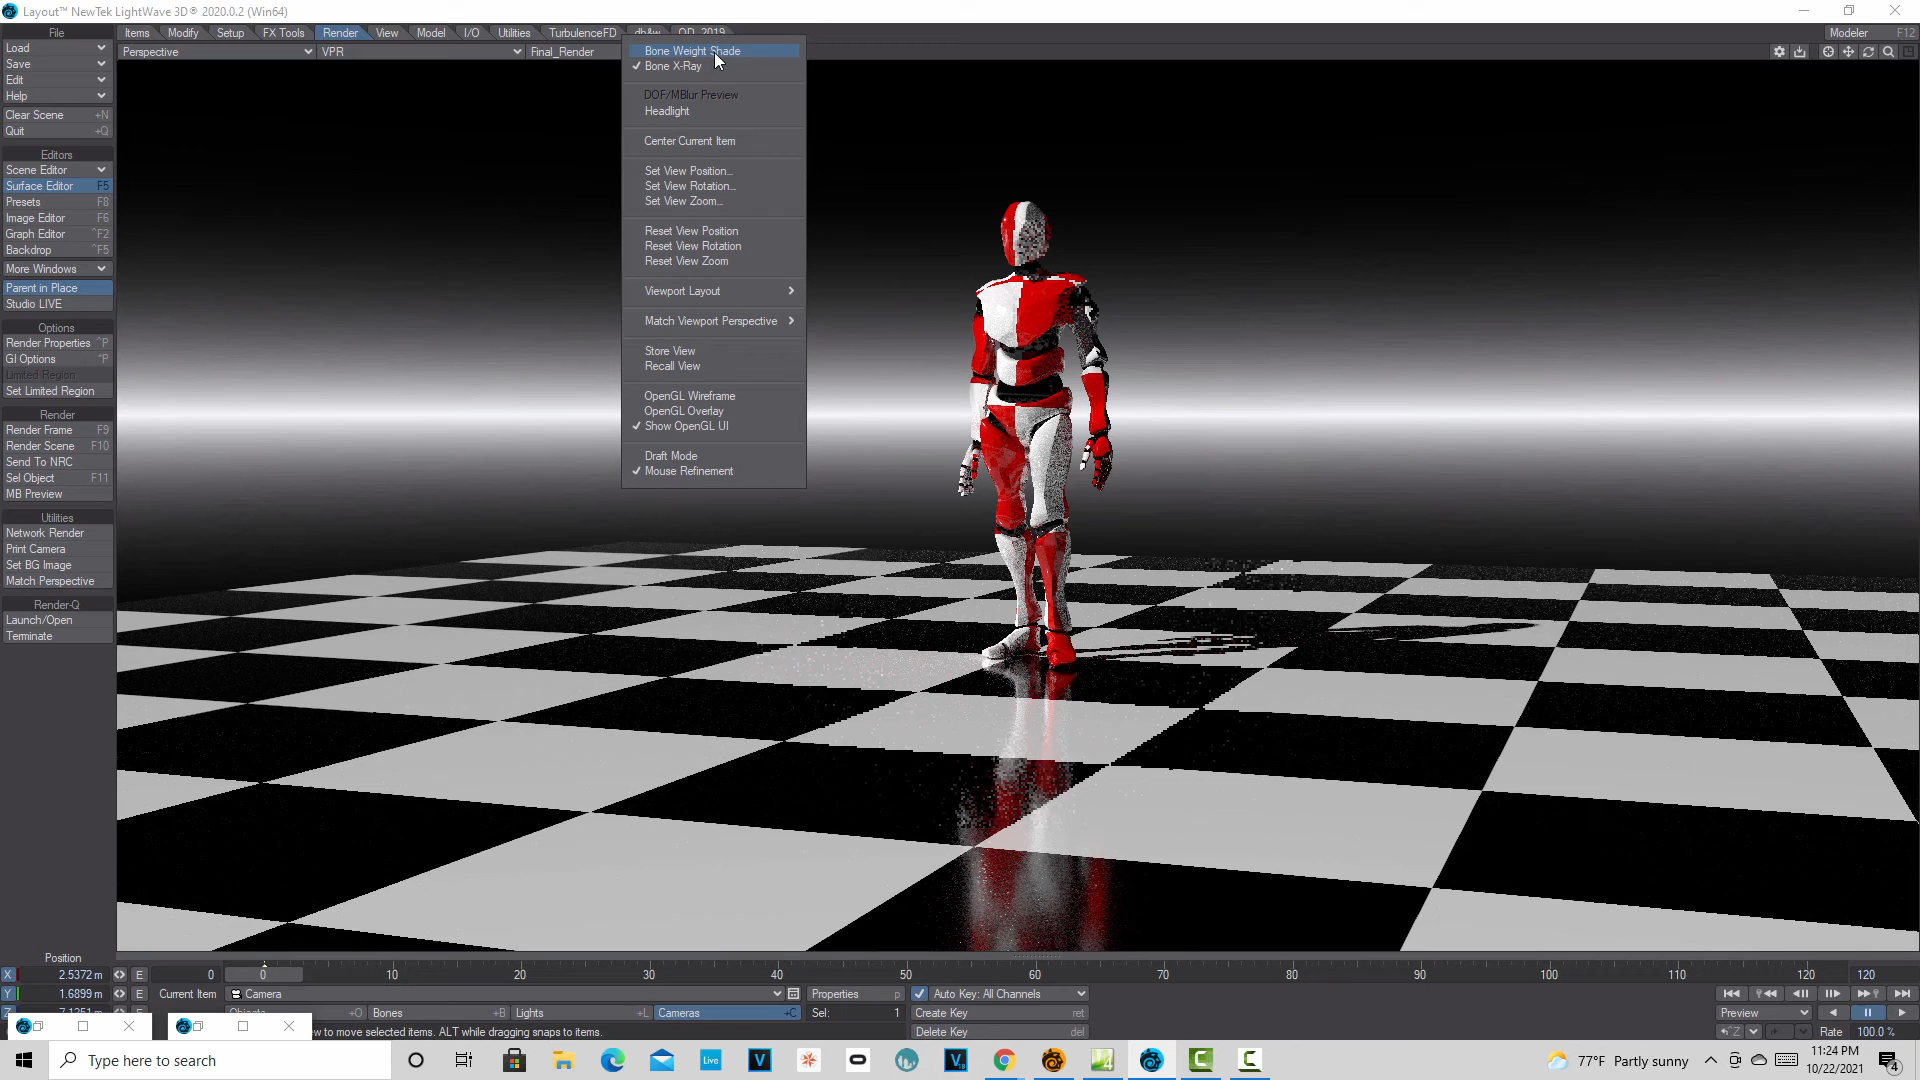 Layout™ NewTek LightWave 3D® 2020.0.2 (Win64)
File
Items
Modify
Setup
FX Tools
Render
View
Model
I/O
Utilities
TurbulenceFD
db&w
OD_2019
Modeler F12
Perspective
VPR
Final_Render
Load
Save
Edit
Help
Clear Scene +N
Quit +Q
Editors
Scene Editor
Surface Editor F5
Presets F8
Image Editor F6
Graph Editor ^F2
Backdrop ^F5
More Windows
Parent in Place
Studio LIVE
Options
Render Properties ^P
GI Options *P
Limited Region
Set Limited Region
Render
Render Frame F9
Render Scene F10
Send To NRC
Sel Object F11
MB Preview
Utilities
Network Render
Print Camera
Set BG Image
Match Perspective
Render-Q
Launch/Open
Terminate
Bone Weight Shade
Bone X-Ray
DOF/MBlur Preview
Headlight
Center Current Item
Set View Position...
Set View Rotation...
Set View Zoom...
Reset View Position
Reset View Rotation
Reset View Zoom
Viewport Layout
Match Viewport Perspective
Store View
Recall View
OpenGL Wireframe
OpenGL Overlay
Show OpenGL UI
Draft Mode
Mouse Refinement
Position
X 2.5372 m E
0 0 10 20 30 40 50 60 70 80 90 100 110 120 120
Y 1.6899 m E
Current Item Camera
Properties p
Auto Key: All Channels
E
Bones +B
Lights +L
Cameras +C
Sel: 1
Create Key ret
Preview
to move selected items. ALT while dragging snaps to items.
Delete Key del
^Z
Rate 100.0 %
Type here to search
Live
77°F Partly sunny
11:24 PM
10/22/2021
4